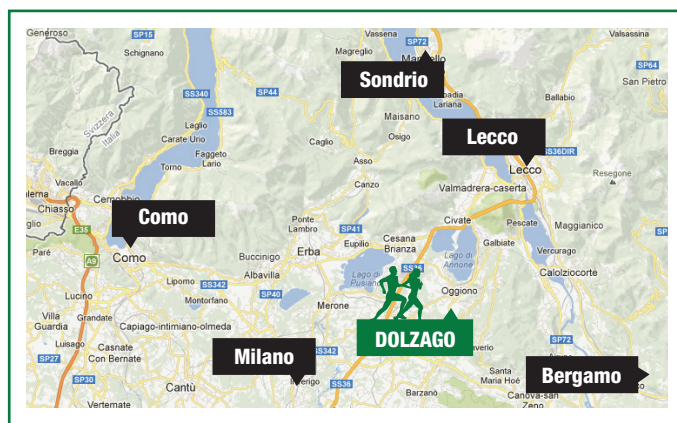 Generoso
SP15
Schignano
Vassena
SP72
Valsassina
Magreglio
SP64
San Pietro
Sondrio
SS340
SP44
Lariana
Ballabio
SS583
Maisano
Laglio
Osigo
Lecco
Svizzera
Italia
Carate Urio
Caglio
SS36DIR
Breggia
Faggeto
Lario
Asso
Lecco
Resegone
Torno
Canzo
Valmadrera-caserta
Vacallo
Cernobbio
Chiasso
Como
Ponte
Lambro
SP41
Civate
Pescate
Maggianico
E35
Erba
Eupilio
Cesana
Brianza
Galbiate
Vercurago
Paré
A9
Como
Buccinigo
Lago di
Pusiano
Lago di
Annone
Calolziocorte
Lipomo
SS342
Albavilla
SS36
Lucino
Montorfano
SP40
Merone
Oggiono
Villa
Guardia
Grandate
Capiago-intimiano-olmeda
DOLZAGO
SP72
Luisago
Casnate
Con Bernate
Milano
SS342
SP27
Santa
Maria Hoé
Bergamo
SP30
Cantù
Inverigo
SS36
Barzanò
Canova-san
Zeno
Vertemate